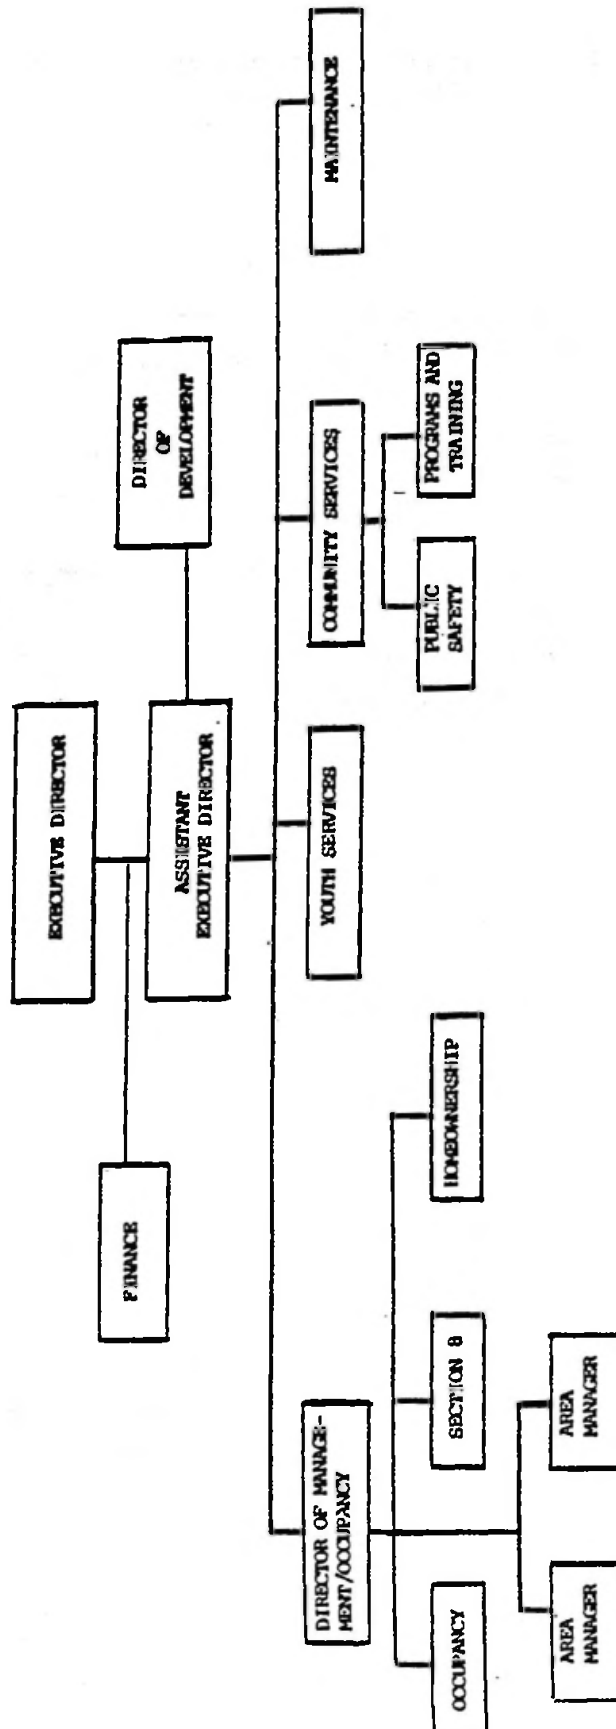 EXECUTIVE DIRECTOR
FINANCE
ASSISTANT
EXECUTIVE DIRECTOR
DIRECTOR
OF
DEVELOPMENT
DIRECTOR OF MANAGE-
MENT/OCCUPANCY
YOUTH SERVICES
COMMUNITY SERVICES
MAINTENANCE
OCCUPANCY
SECTION 8
HOMEOWNERSHIP
PUBLIC
SAFETY
PROGRAMS AND
TRAINING
AREA
MANAGER
AREA
MANAGER